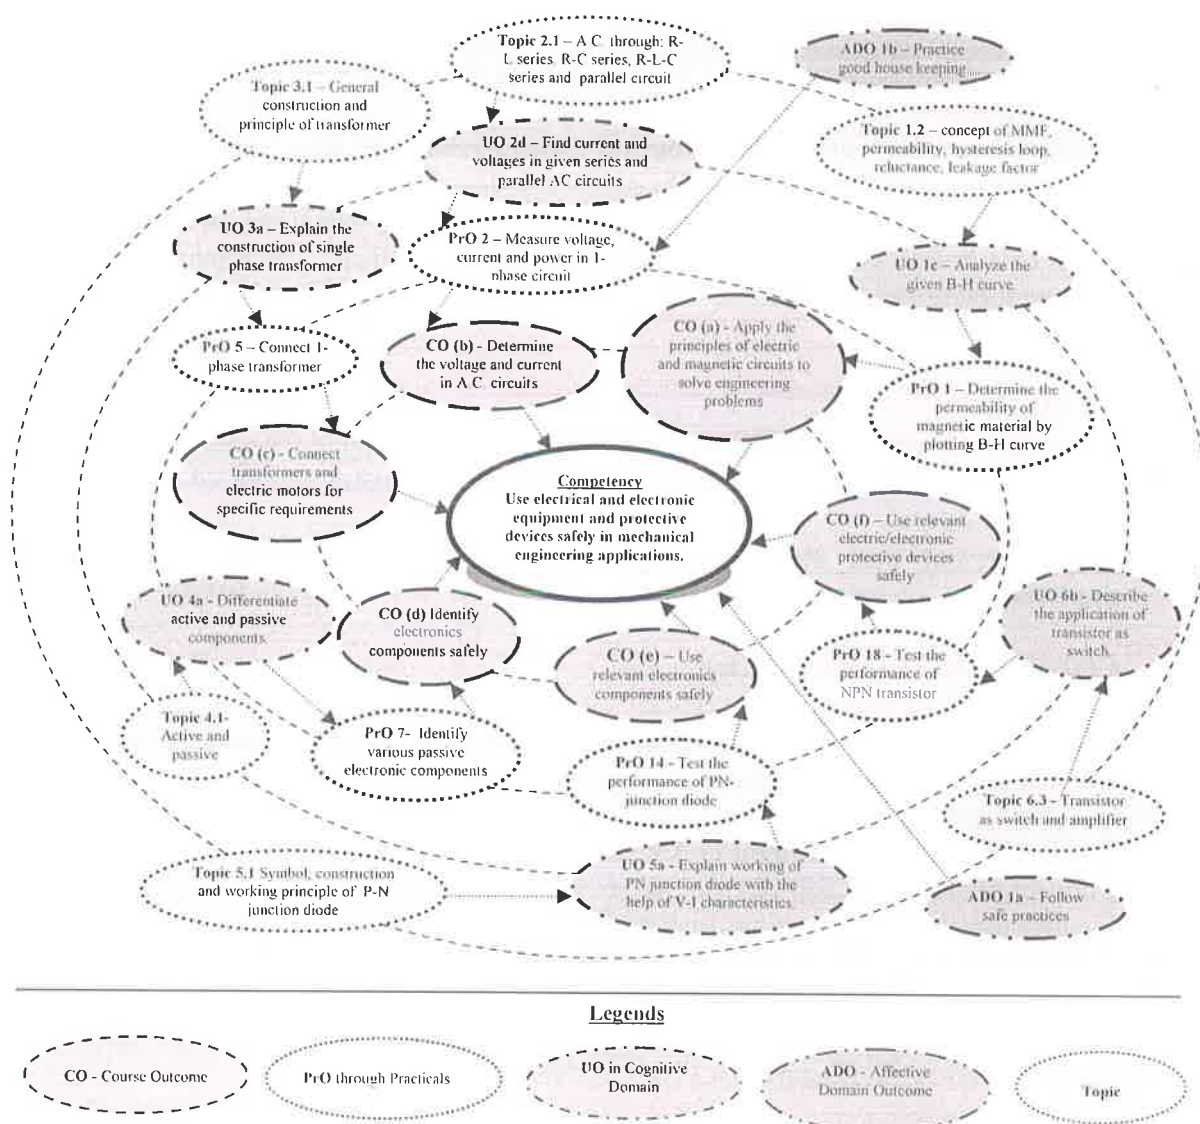 Topic 2.1 – A.C. through: R-
L series, R-C series, R-L-C
series and parallel circuit
ADO 1b – Practice
good house keeping
Topic 3.1 – General
construction and
principle of transformer
Topic 1.2 – concept of MMF,
permeability, hysteresis loop,
reluctance, leakage factor
UO 2d – Find current and
voltages in given series and
parallel AC circuits
UO 3a – Explain the
construction of single
phase transformer
PrO 2 – Measure voltage,
current and power in 1-
phase circuit
UO 1c – Analyze the
given B-H curve
PrO 5 – Connect 1-
phase transformer
CO (b) - Determine
the voltage and current
in A.C. circuits
CO (a) - Apply the
principles of electric
and magnetic circuits to
solve engineering
problems
PrO 1 – Determine the
permeability of
magnetic material by
plotting B-H curve
CO (c) - Connect
transformers and
electric motors for
specific requirements
Competency
Use electrical and electronic
equipment and protective
devices safely in mechanical
engineering applications.
CO (f) – Use relevant
electric/electronic
protective devices
safely
UO 4a - Differentiate
active and passive
components.
CO (d) Identify
electronics
components safely
CO (e) – Use
relevant electronics
components safely
UO 6b - Describe
the application of
transistor as
switch.
PrO 18 - Test the
performance of
NPN transistor
Topic 4.1-
Active and
passive
PrO 7- Identify
various passive
electronic components
PrO 14 - Test the
performance of PN-
junction diode
Topic 6.3 - Transistor
as switch and amplifier
Topic 5.1 Symbol, construction
and working principle of P-N
junction diode
UO 5a - Explain working of
PN junction diode with the
help of V-I characteristics.
ADO 1a – Follow
safe practices
Legends
CO - Course Outcome
PrO through Practicals
UO in Cognitive
Domain
ADO - Affective
Domain Outcome
Topic